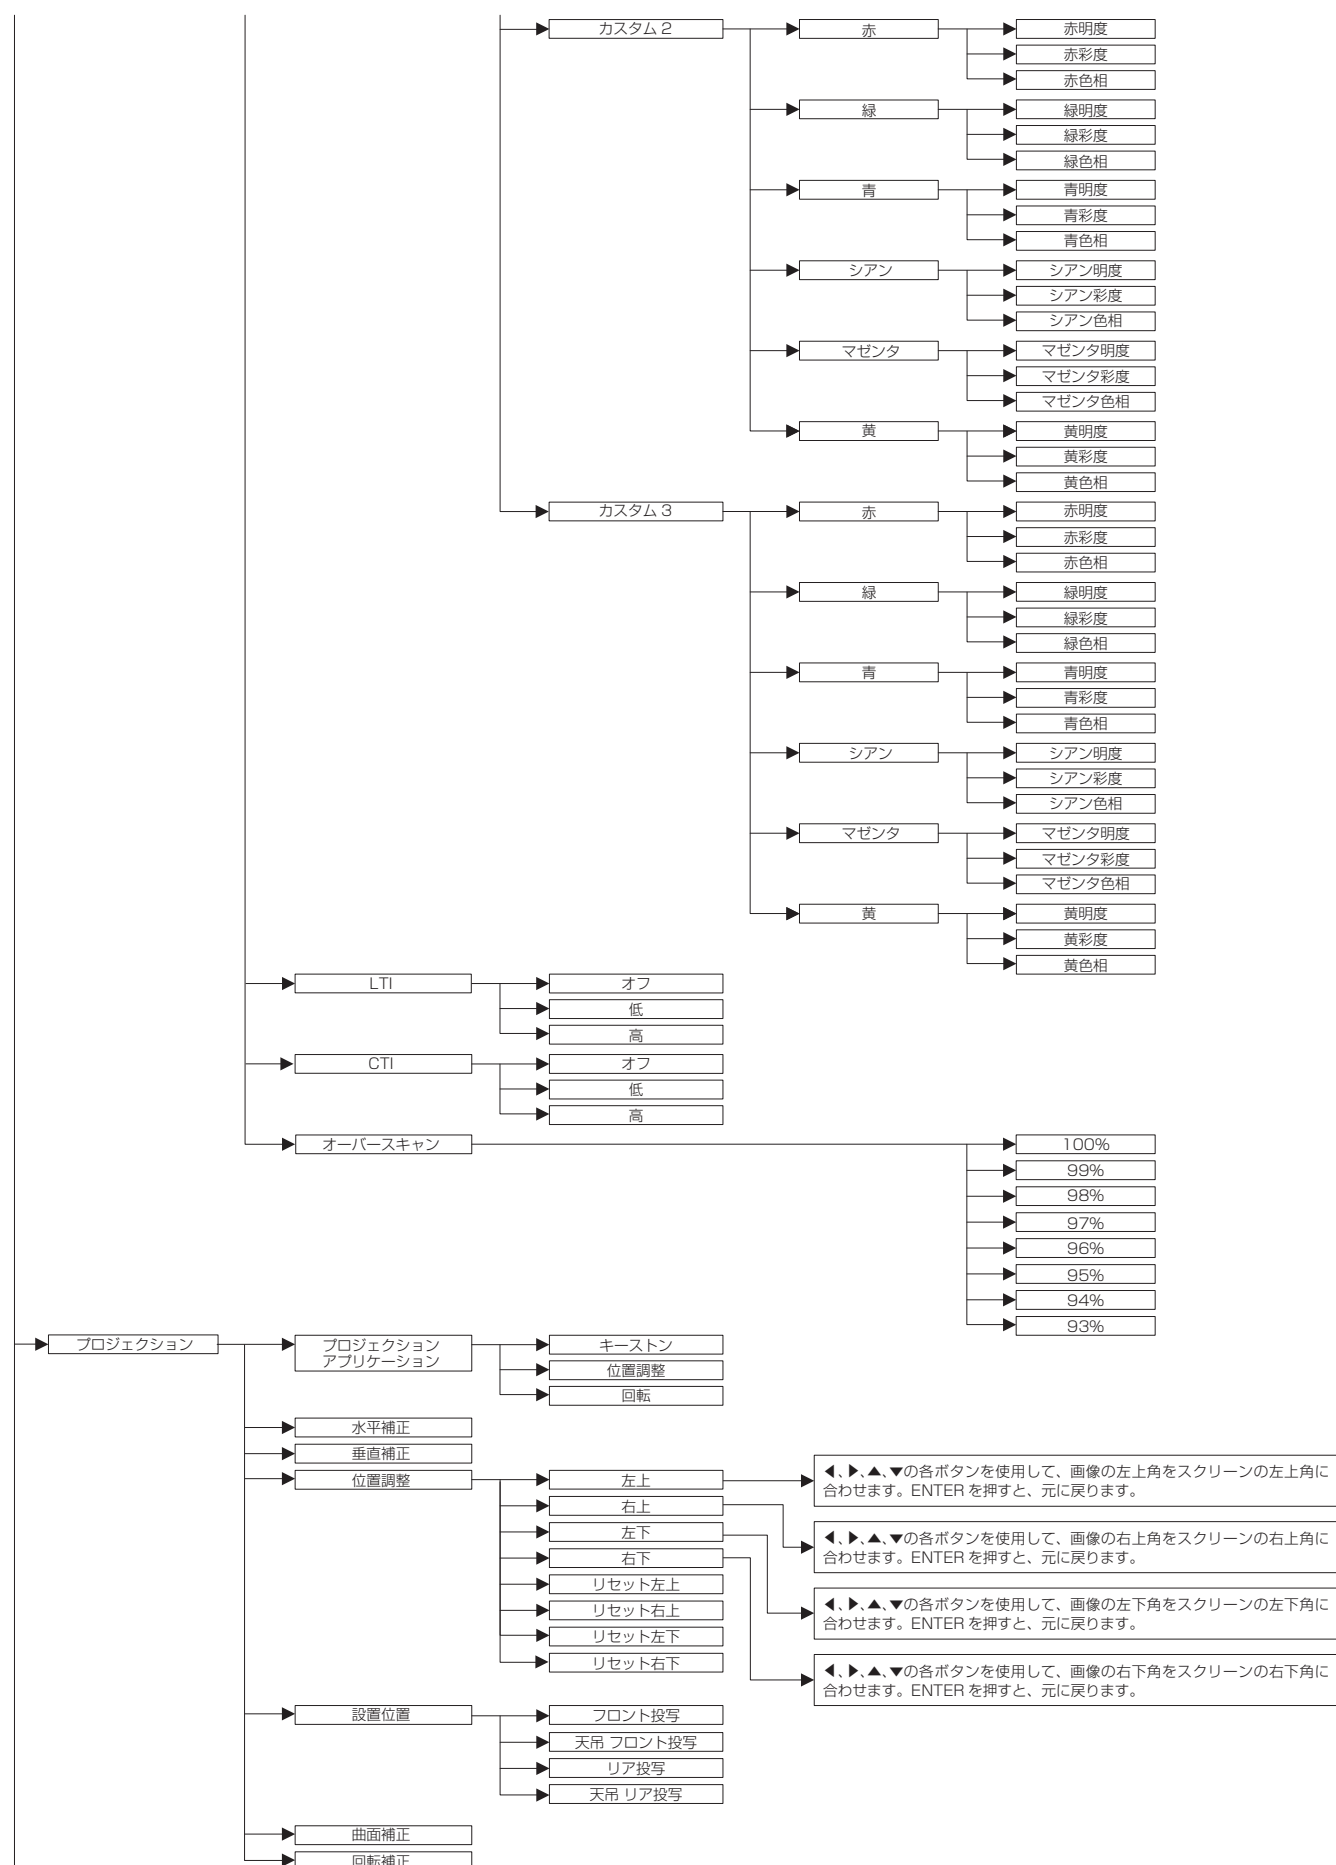 カスタム 2
赤
赤明度
赤彩度
赤色相
緑
緑明度
緑彩度
緑色相
青
青明度
青彩度
青色相
シアン
シアン明度
シアン彩度
シアン色相
マゼンタ
マゼンタ明度
マゼンタ彩度
マゼンタ色相
黄
黄明度
黄彩度
黄色相
カスタム 3
赤
赤明度
赤彩度
赤色相
緑
緑明度
緑彩度
緑色相
青
青明度
青彩度
青色相
シアン
シアン明度
シアン彩度
シアン色相
マゼンタ
マゼンタ明度
マゼンタ彩度
マゼンタ色相
黄
黄明度
黄彩度
黄色相
LTI
オフ
低
高
CTI
オフ
低
高
オーバースキャン
100%
99%
98%
97%
96%
95%
94%
93%
プロジェクション
プロジェクション
アプリケーション
キーストン
位置調整
回転
水平補正
垂直補正
位置調整
左上
◀、▶、▲、▼の各ボタンを使用して、画像の左上角をスクリーンの左上角に
合わせます。ENTER を押すと、元に戻ります。
右上
◀、▶、▲、▼の各ボタンを使用して、画像の右上角をスクリーンの右上角に
合わせます。ENTER を押すと、元に戻ります。
左下
◀、▶、▲、▼の各ボタンを使用して、画像の左下角をスクリーンの左下角に
合わせます。ENTER を押すと、元に戻ります。
右下
◀、▶、▲、▼の各ボタンを使用して、画像の右下角をスクリーンの右下角に
合わせます。ENTER を押すと、元に戻ります。
リセット左上
リセット右上
リセット左下
リセット右下
設置位置
フロント投写
天吊 フロント投写
リア投写
天吊 リア投写
曲面補正
回転補正